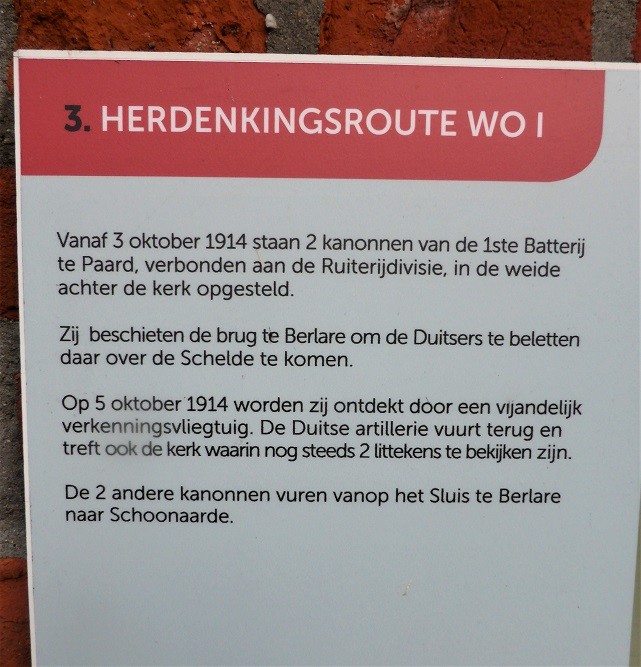 3. HERDENKINGSROUTE WO I
Vanaf 3 oktober 1914 staan 2 kanonnen van de 1ste Batterij
te Paard, verbonden aan de Ruiterijdivisie, in de weide
achter de kerk opgesteld.
Zij beschieten de brug te Berlare om de Duitsers te beletten
daar over de Schelde te komen.
Op 5 oktober 1914 worden zij ontdekt door een vijandelijk
verkenningsvliegtuig. De Duitse artillerie vuurt terug en
treft ook de kerk waarin nog steeds 2 littekens te bekijken zijn.
De 2 andere kanonnen vuren vanop het Sluis te Berlare
naar Schoonaarde.